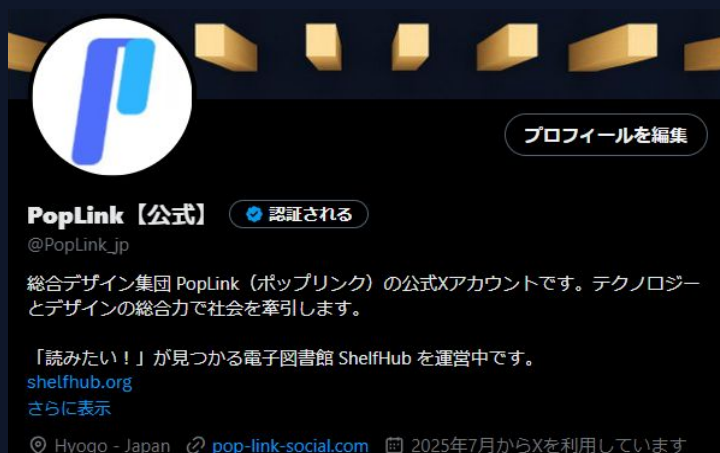 プロフィールを編集
PopLink【公式】 認証される
@PopLink_jp
総合デザイン集団 PopLink（ポップリンク）の公式Xアカウントです。テクノロジー
とデザインの総合力で社会を牽引します。
「読みたい！」が見つかる電子図書館 ShelfHub を運営中です。
shelfhub.org
さらに表示
Hyogo - Japan pop-link-social.com 2025年7月からXを利用しています